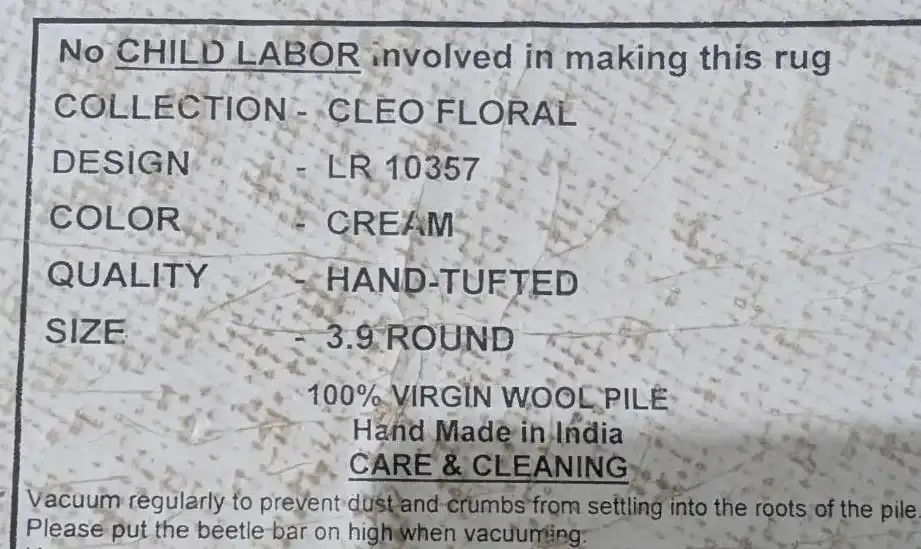 No CHILD LABOR involved in making this rug
COLLECTION - CLEO FLORAL
DESIGN - LR 10357
COLOR - CREAM
QUALITY - HAND-TUFTED
SIZE - 3.9 ROUND
100% VIRGIN WOOL PILE
Hand Made in India
CARE & CLEANING
Vacuum regularly to prevent dust and crumbs from settling into the roots of the pile.
Please put the beetle bar on high when vacuuming.